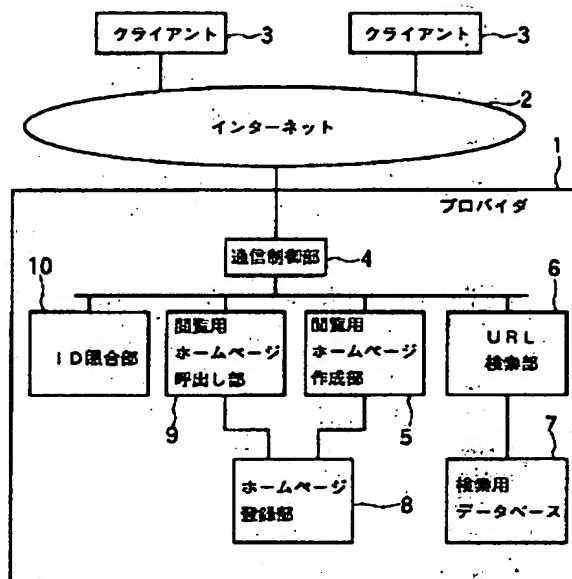 クライアント 3
クライアント 3
2
インターネット
1
プロバイダ
通信制御部 4
10
6
ID照合部
閲覧用
ホームページ
呼出し部
閲覧用
ホームページ
作成部
URL
検索部
9
5
7
ホームページ
登録部
8
検索用
データベース